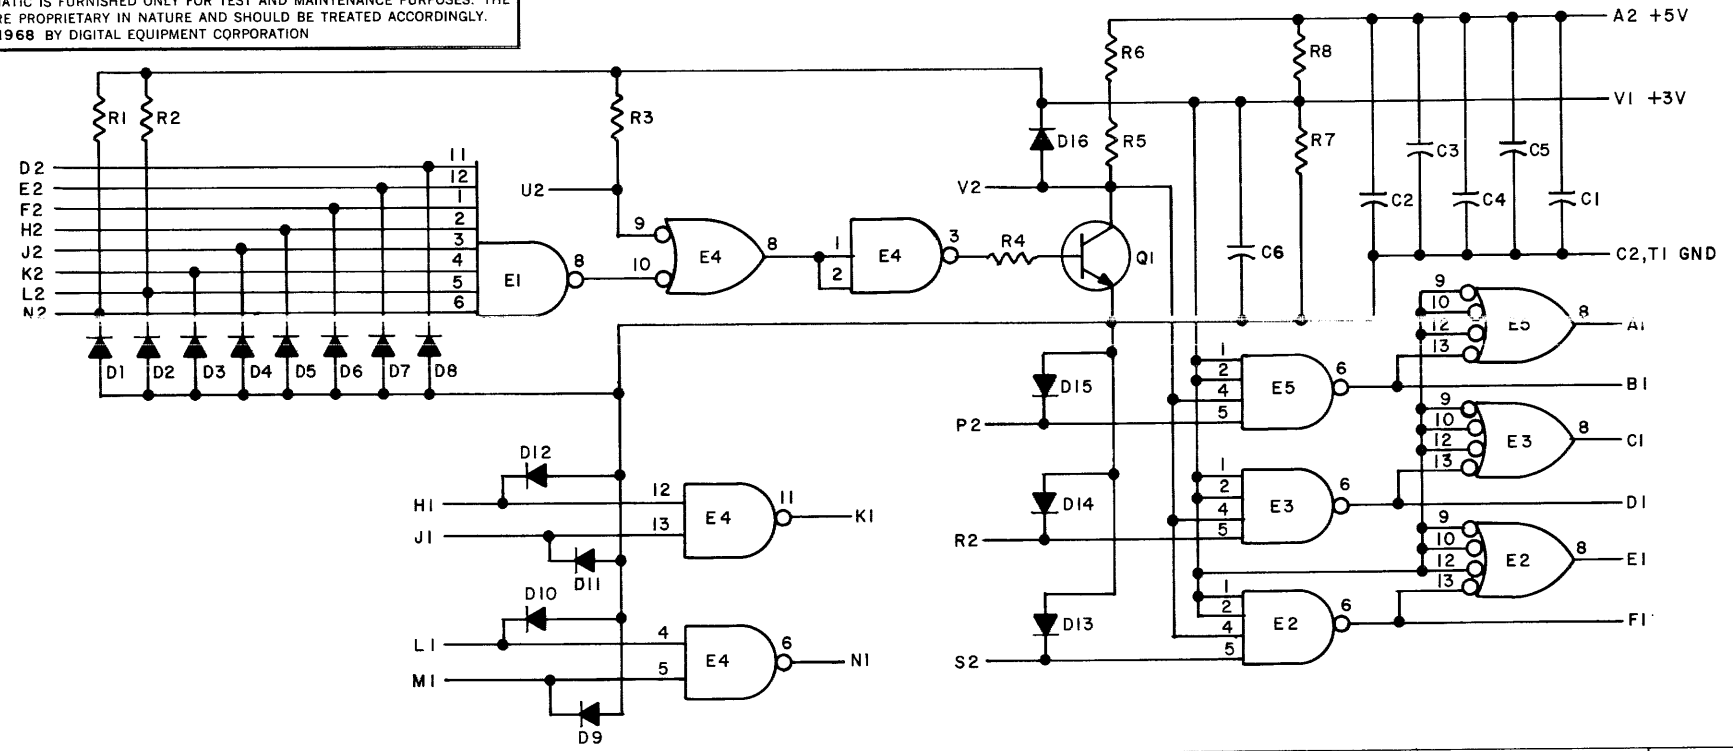 MATIC IS FURNISHED ONLY FOR TEST AND MAINTENANCE PURPOSES. THE
RE PROPRIETARY IN NATURE AND SHOULD BE TREATED ACCORDINGLY.
1968 BY DIGITAL EQUIPMENT CORPORATION
A2 +5V
R6
R8
V1 +3V
R1
R2
R3
D16
R5
R7
C3
C5
C2
C4
C1
D2
11
E2
12
F2
1
H2
2
J2
3
K2
4
L2
5
N2
6
E1
8
U2
9
10
E4
8
1
2
E4
3
R4
V2
Q1
C6
C2,T1 GND
D1
D2
D3
D4
D5
D6
D7
D8
9
10
12
13
E5
8
A1
D15
P2
1
2
4
5
E5
6
B1
9
10
12
13
E3
8
C1
D12
H1
12
J1
13
E4
11
K1
D11
D14
R2
1
2
4
5
E3
6
D1
9
10
12
13
E2
8
E1
D10
L1
4
M1
5
E4
6
N1
D9
D13
S2
1
2
4
5
E2
6
F1